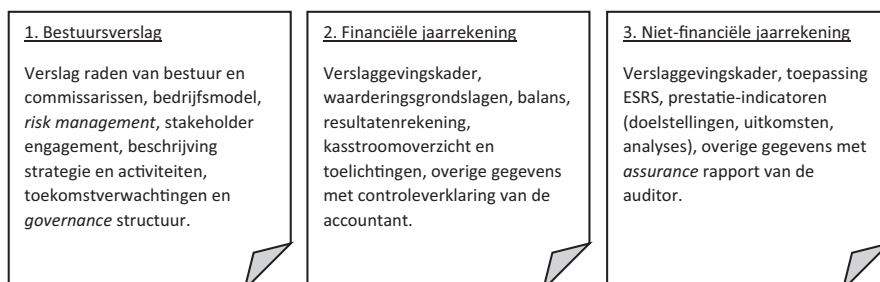 1. Bestuursverslag
Verslag raden van bestuur en
commissarissen, bedrijfsmodel,
risk management, stakeholder
engagement, beschrijving
strategie en activiteiten,
toekomstverwachtingen en
governance structuur.
2. Financiële jaarrekening
Verslaggevingskader,
waarderingsgrondslagen, balans,
resultatenrekening,
kasstroomoverzicht en
toelichtingen, overige gegevens
met controleverklaring van de
accountant.
3. Niet-financiële jaarrekening
Verslaggevingskader, toepassing
ESRS, prestatie-indicatoren
(doelstellingen, uitkomsten,
analyses), overige gegevens met
assurance rapport van de
auditor.